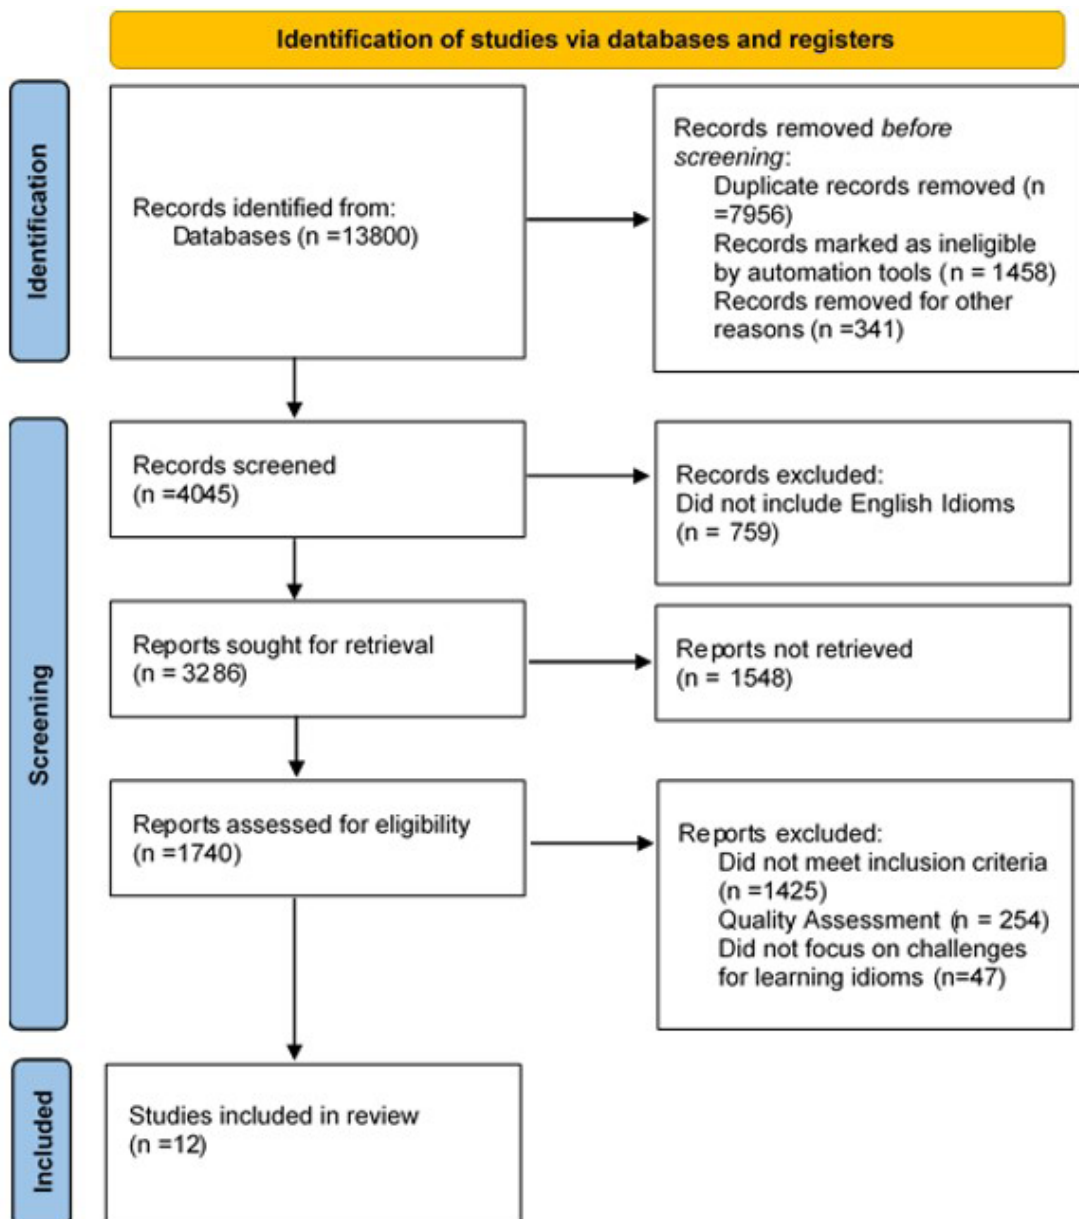 Identification of studies via databases and registers
Identification
Records identified from:
Databases (n =13800)
Records removed before
screening:
Duplicate records removed (n
=7956)
Records marked as ineligible
by automation tools (n = 1458)
Records removed for other
reasons (n =341)
Screening
Records screened
(n =4045)
Records excluded:
Did not include English Idioms
(n = 759)
Reports sought for retrieval
(n = 3286)
Reports not retrieved
(n = 1548)
Reports assessed for eligibility
(n =1740)
Reports excluded:
Did not meet inclusion criteria
(n =1425)
Quality Assessment (n = 254)
Did not focus on challenges
for learning idioms (n=47)
Included
Studies included in review
(n =12)